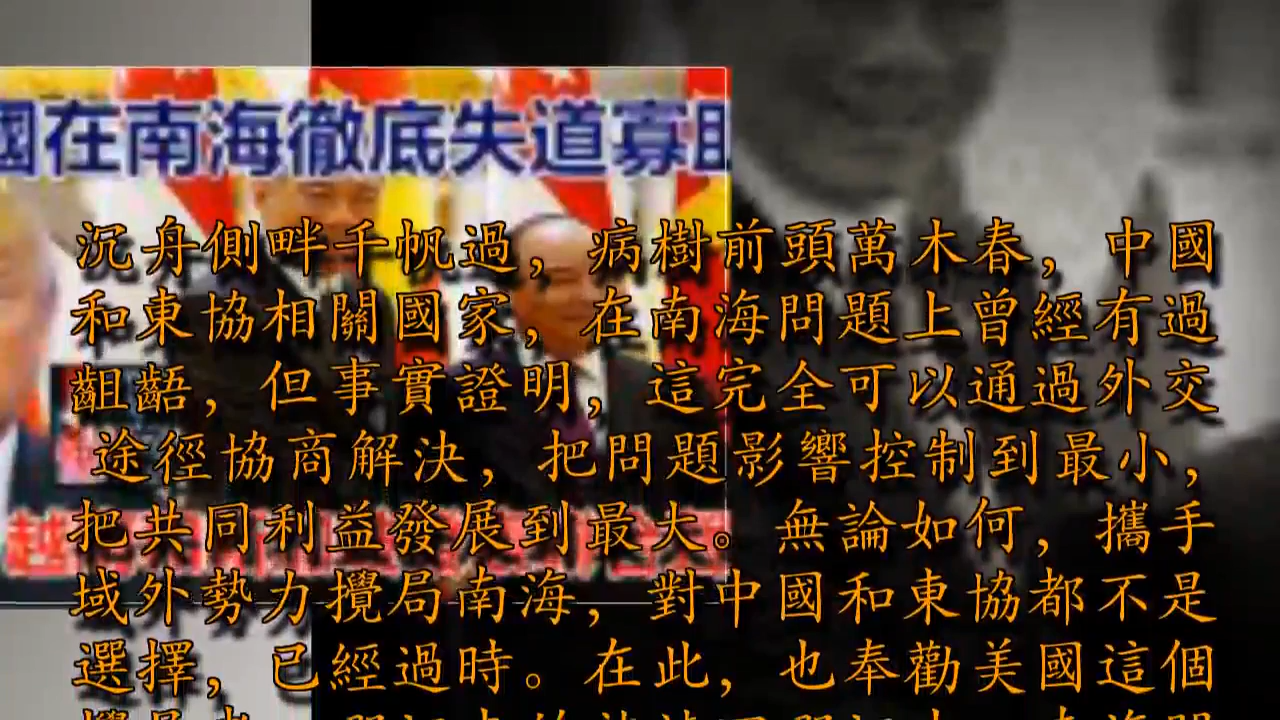 國在南海徹底失道寡助
沉舟側畔千帆過，病樹前頭萬木春，中國
和東協相關國家，在南海問題上曾經有過
齟齬，但事實證明，這完全可以通過外交
途徑協商解決，把問題影響控制到最小，
把共同利益發展到最大。無論如何，攜手
域外勢力攪局南海，對中國和東協都不是
選擇，已經過時。在此，也奉勸美國這個